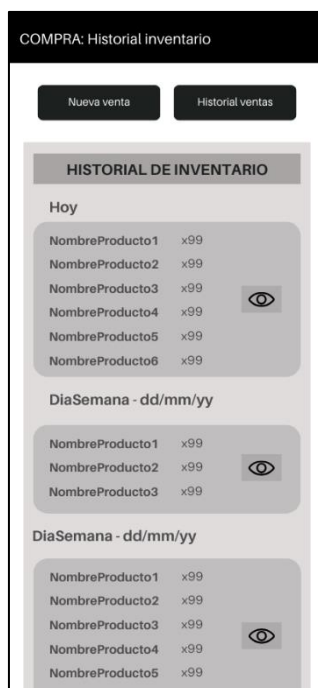 COMPRA: Historial inventario
Nueva venta Historial ventas
HISTORIAL DE INVENTARIO
Hoy
NombreProducto1 x99
NombreProducto2 x99
NombreProducto3 x99
NombreProducto4 x99
NombreProducto5 x99
NombreProducto6 x99
DiaSemana - dd/mm/yy
NombreProducto1 x99
NombreProducto2 x99
NombreProducto3 x99
DiaSemana - dd/mm/yy
NombreProducto1 x99
NombreProducto2 x99
NombreProducto3 x99
NombreProducto4 x99
NombreProducto5 x99